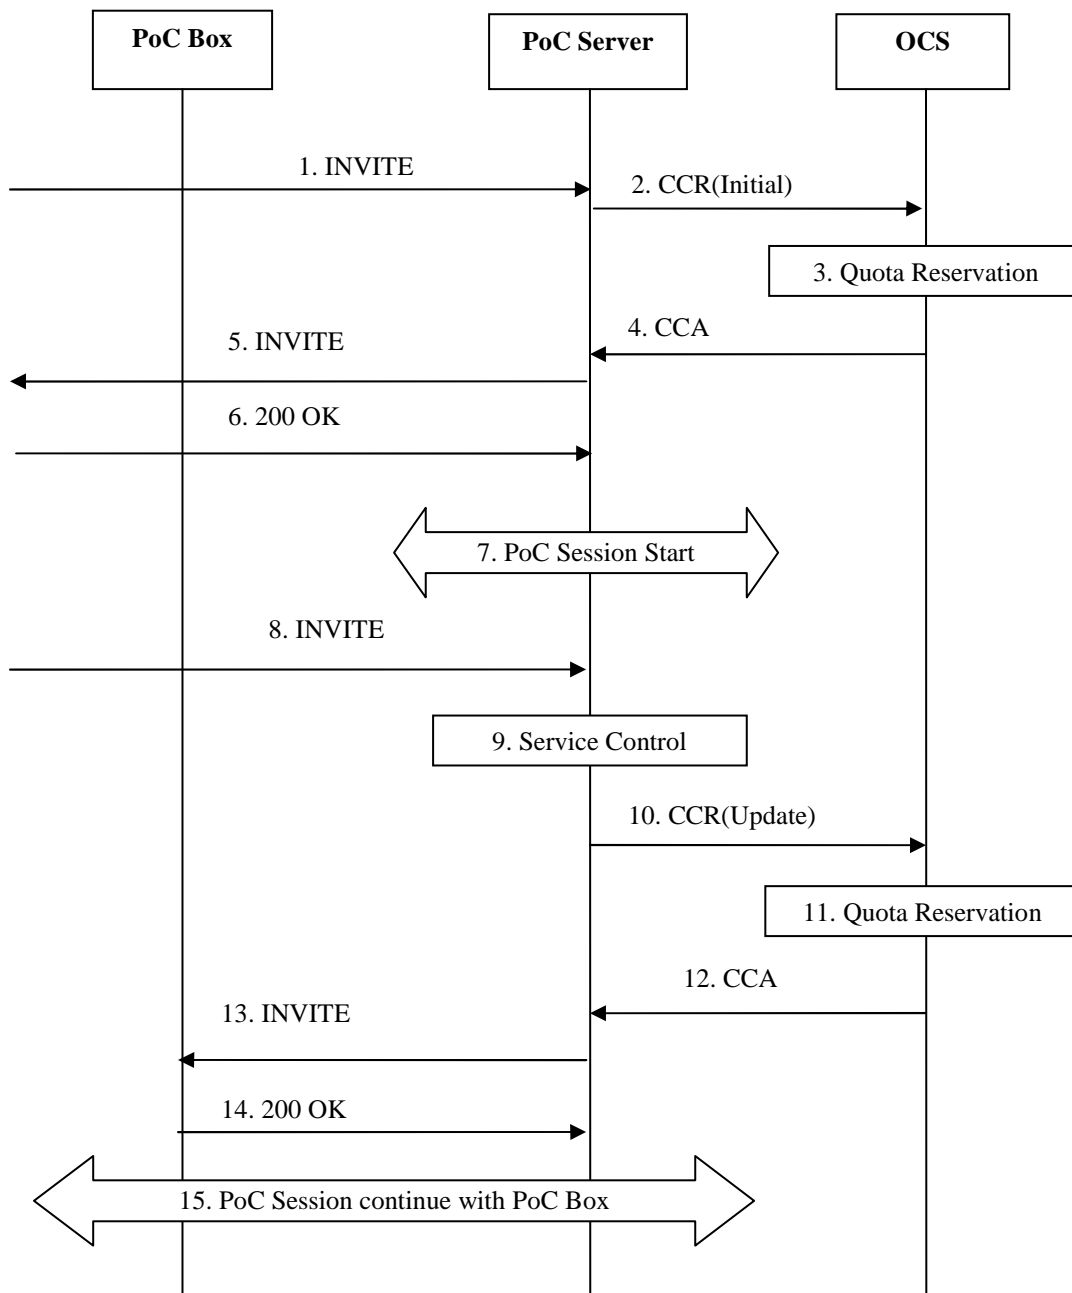 PoC Box
PoC Server
OCS
1. INVITE
2. CCR(Initial)
3. Quota Reservation
4. CCA
5. INVITE
6. 200 OK
7. PoC Session Start
8. INVITE
9. Service Control
10. CCR(Update)
11. Quota Reservation
12. CCA
13. INVITE
14. 200 OK
15. PoC Session continue with PoC Box